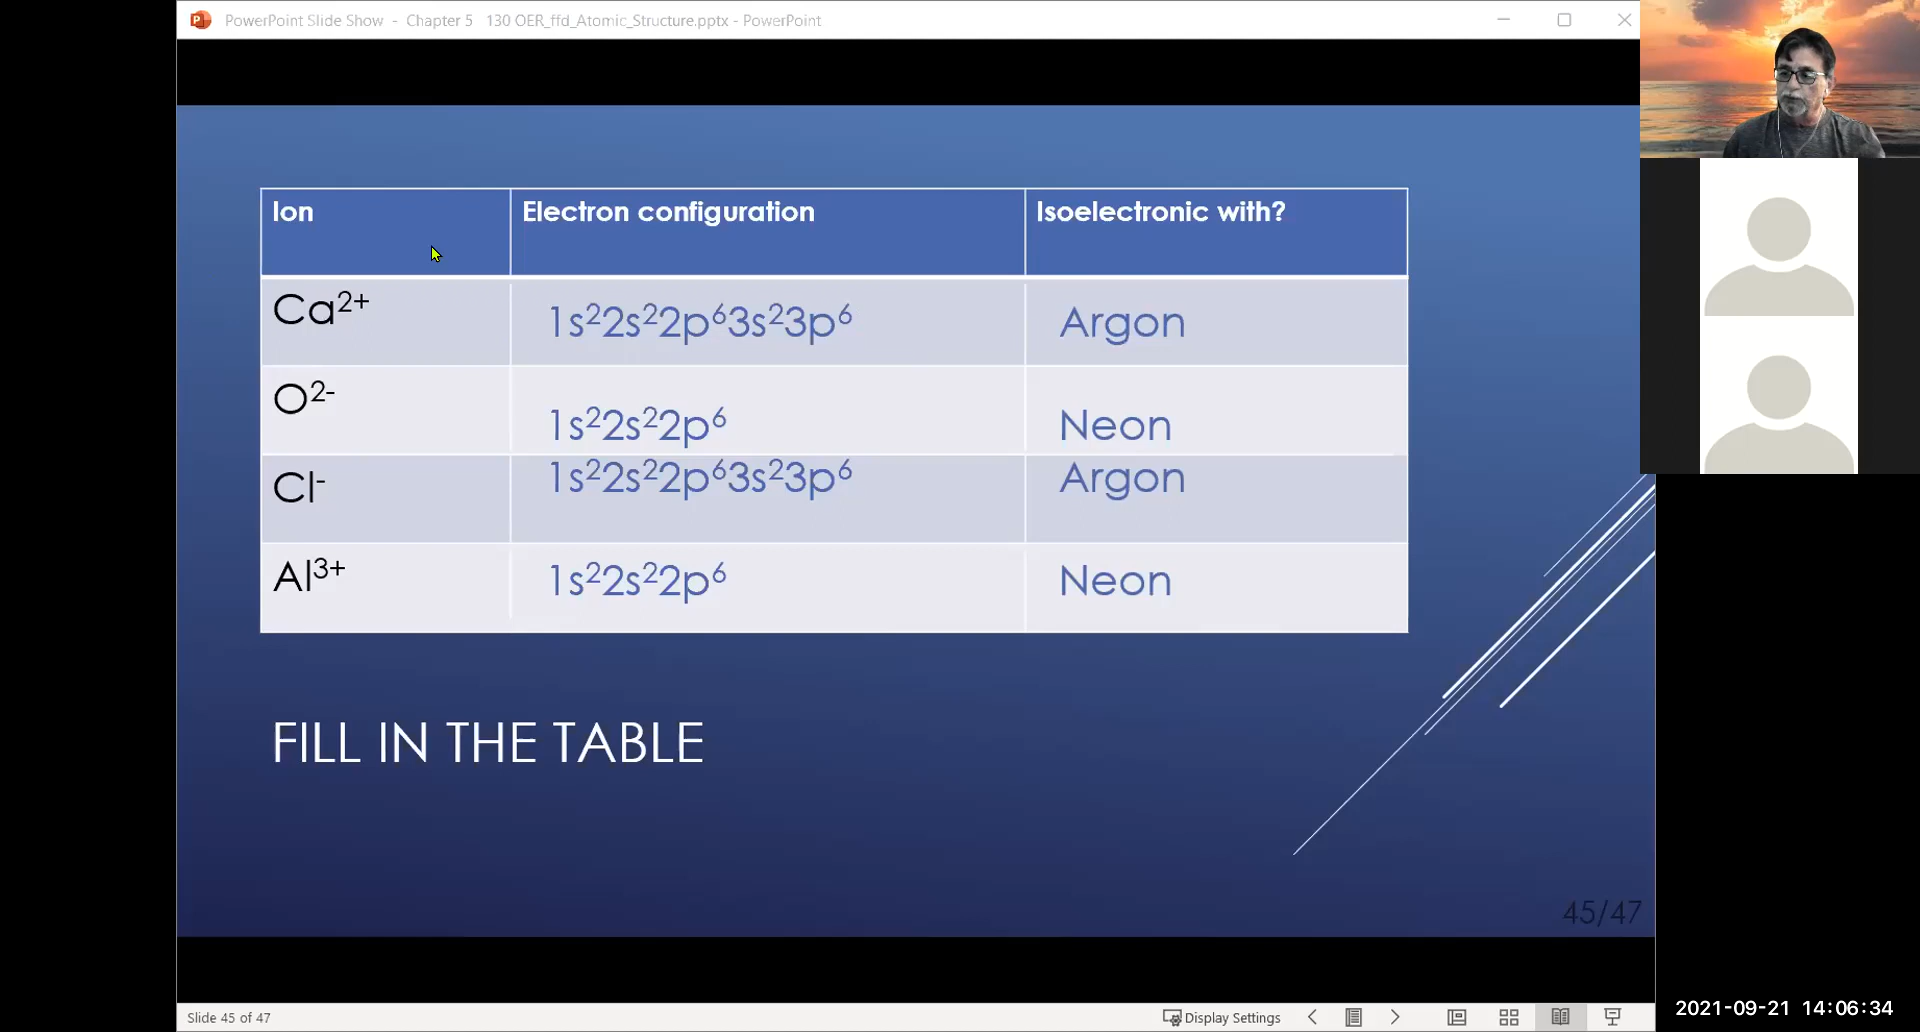 PowerPoint Slide Show - Chapter 5 130 OER_ffd_Atomic_Structure.pptx - PowerPoint
Ion Electron configuration Isoelectronic with?
Ca²⁺ 1s²2s²2p⁶3s²3p⁶ Argon
O²⁻ 1s²2s²2p⁶ Neon
Cl⁻ 1s²2s²2p⁶3s²3p⁶ Argon
Al³⁺ 1s²2s²2p⁶ Neon
FILL IN THE TABLE
45/47
Slide 45 of 47 Display Settings
2021-09-21 14:06:34